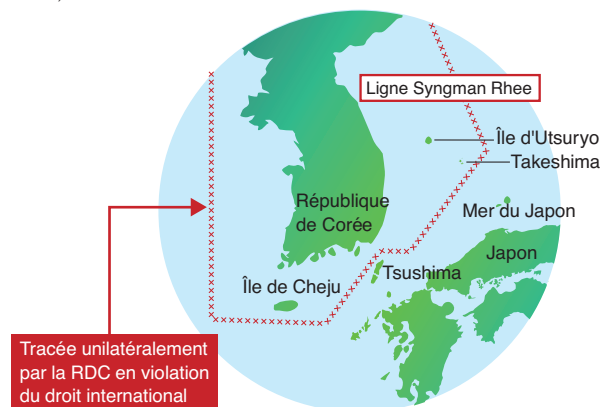 Ligne Syngman Rhee
Île d'Utsuryo
Takeshima
République
de Corée
Mer du Japon
Japon
Tsushima
Île de Cheju
Tracée unilatéralement
par la RDC en violation
du droit international